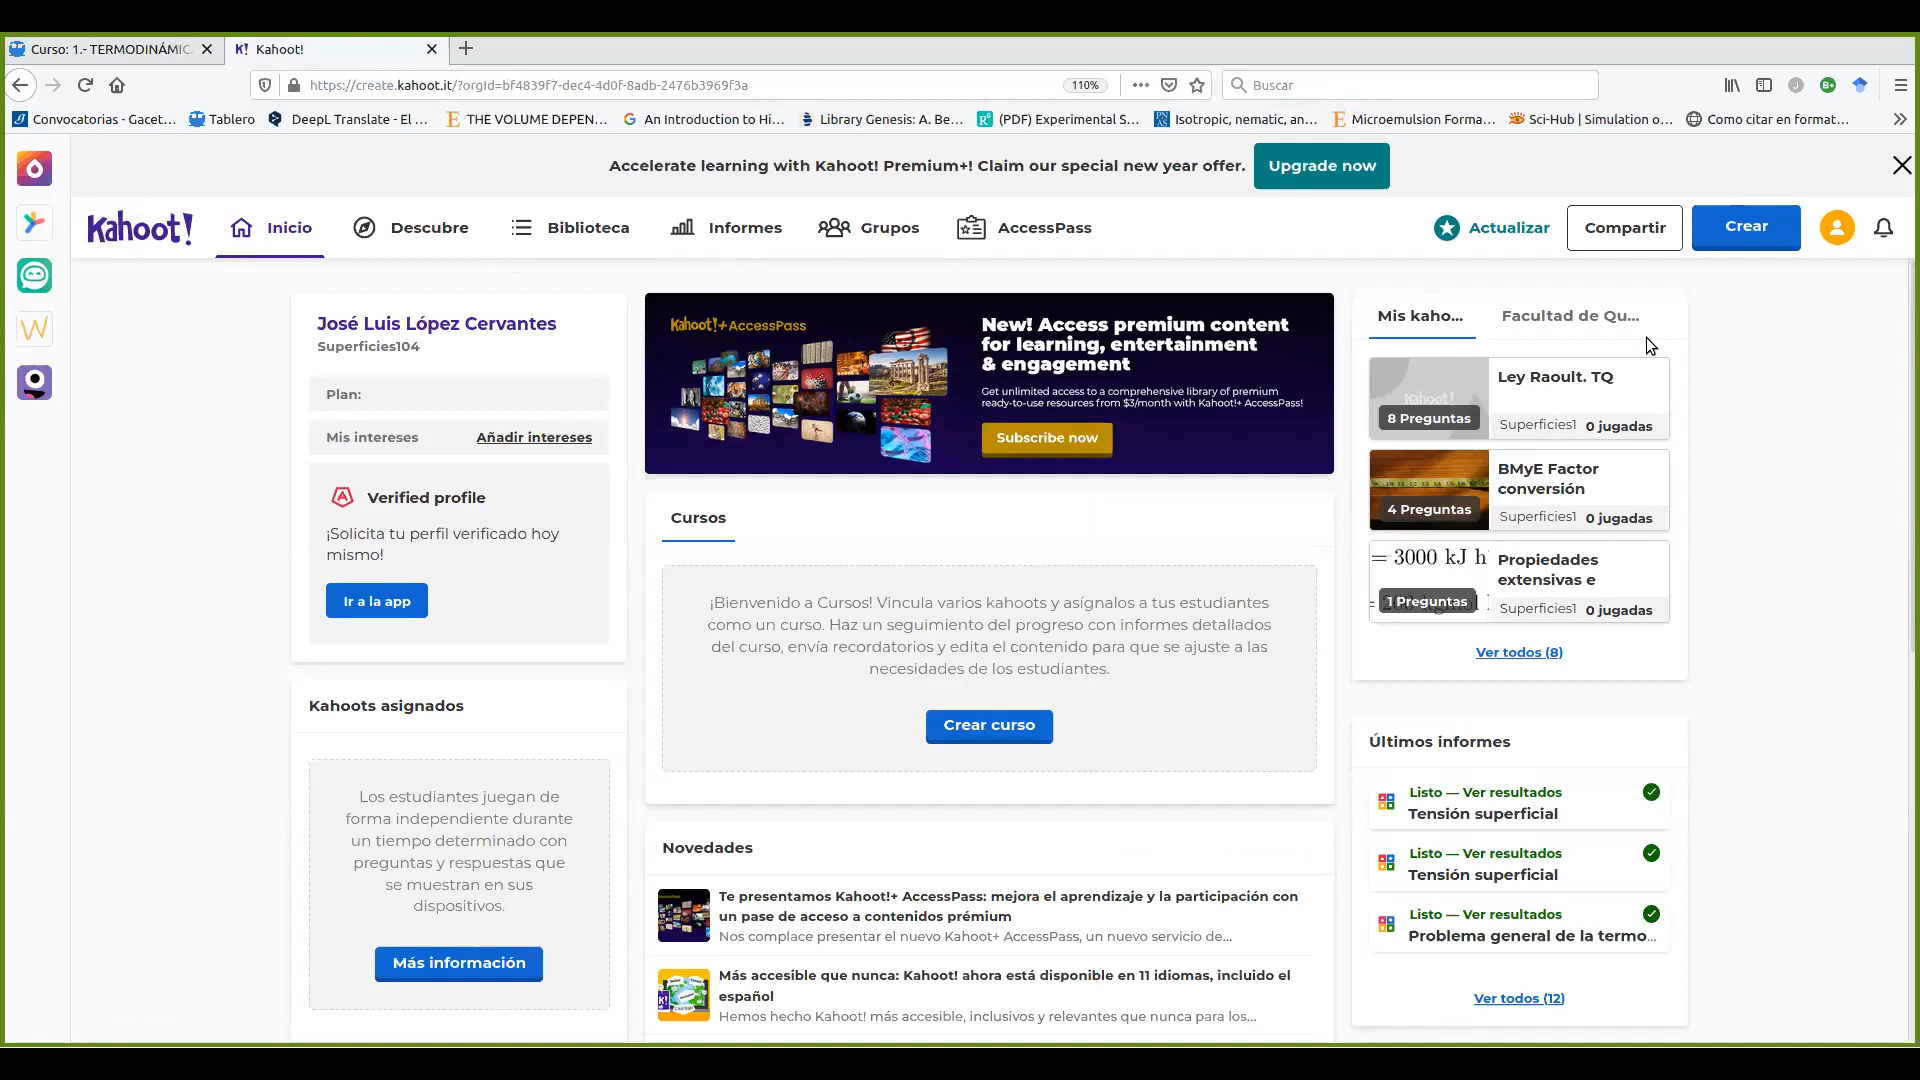 Curso: 1.- TERMODINÁMIC
Kahoot!
https://create.kahoot.it/?orgId=bf4839f7-dec4-4d0f-8adb-2476b3969f3a
110%
Buscar
Convocatorias - Gacet...
Tablero
DeepL Translate - El ...
THE VOLUME DEPEN...
An Introduction to Hi...
Library Genesis: A. Be...
(PDF) Experimental S...
Isotropic, nematic, an...
Microemulsion Forma...
Sci-Hub | Simulation o...
Como citar en format...
Accelerate learning with Kahoot! Premium+! Claim our special new year offer.
Upgrade now
Kahoot!
Inicio
Descubre
Biblioteca
Informes
Grupos
AccessPass
Actualizar
Compartir
Crear
José Luis López Cervantes
Superficies104
Plan:
Mis intereses
Añadir intereses
Verified profile
¡Solicita tu perfil verificado hoy
mismo!
Ir a la app
Kahoots asignados
Los estudiantes juegan de
forma independiente durante
un tiempo determinado con
preguntas y respuestas que
se muestran en sus
dispositivos.
Más información
Kahoot!+ AccessPass
New! Access premium content
for learning, entertainment
& engagement
Get unlimited access to a comprehensive library of premium
ready-to-use resources from $3/month with Kahoot!+ AccessPass!
Subscribe now
Cursos
¡Bienvenido a Cursos! Vincula varios kahoots y asígnalos a tus estudiantes
como un curso. Haz un seguimiento del progreso con informes detallados
del curso, envía recordatorios y edita el contenido para que se ajuste a las
necesidades de los estudiantes.
Crear curso
Novedades
Te presentamos Kahoot!+ AccessPass: mejora el aprendizaje y la participación con
un pase de acceso a contenidos prémium
Nos complace presentar el nuevo Kahoot+ AccessPass, un nuevo servicio de...
Más accesible que nunca: Kahoot! ahora está disponible en 11 idiomas, incluido el
español
Hemos hecho Kahoot! más accesible, inclusivos y relevantes que nunca para los...
Mis kaho...
Facultad de Qu...
Ley Raoult. TQ
8 Preguntas
Superficies1
0 jugadas
BMyE Factor
conversión
4 Preguntas
Superficies1
0 jugadas
= 3000 kJ h
Propiedades
extensivas e
1 Preguntas
Superficies1
0 jugadas
Ver todos (8)
Últimos informes
Listo — Ver resultados
Tensión superficial
Listo — Ver resultados
Tensión superficial
Listo — Ver resultados
Problema general de la termo...
Ver todos (12)